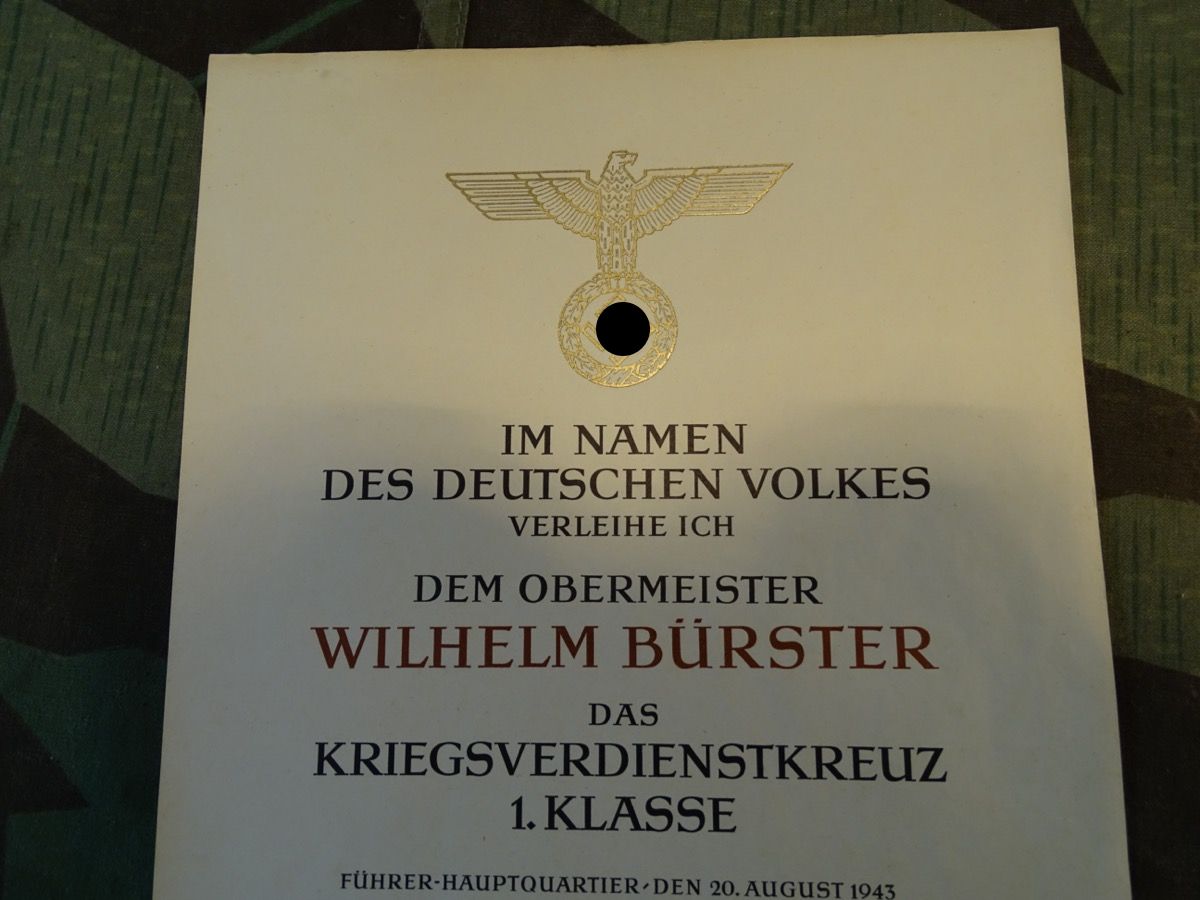 IM NAMEN
DES DEUTSCHEN VOLKES
VERLEIHE ICH
DEM OBERMEISTER
WILHELM BÜRSTER
DAS
KRIEGSVERDIENSTKREUZ
1. KLASSE
FÜHRER-HAUPTQUARTIER, DEN 20. AUGUST 1943